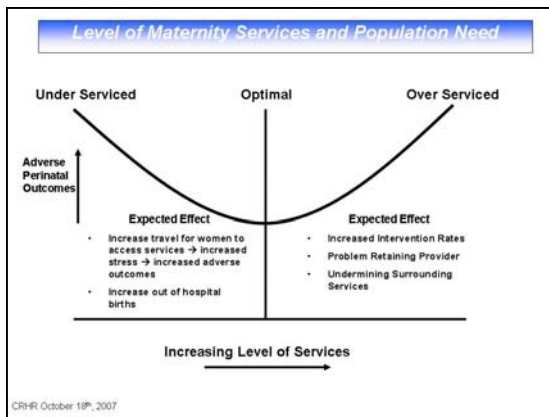 Level of Maternity Services and Population Need
Under Serviced
Optimal
Over Serviced
Adverse
Perinatal
Outcomes
Expected Effect
• Increase travel for women to
access services → increased
stress → increased adverse
outcomes
• Increase out of hospital
births
Expected Effect
• Increased Intervention Rates
• Problem Retaining Provider
• Undermining Surrounding
Services
Increasing Level of Services
CRHR October 18th, 2007